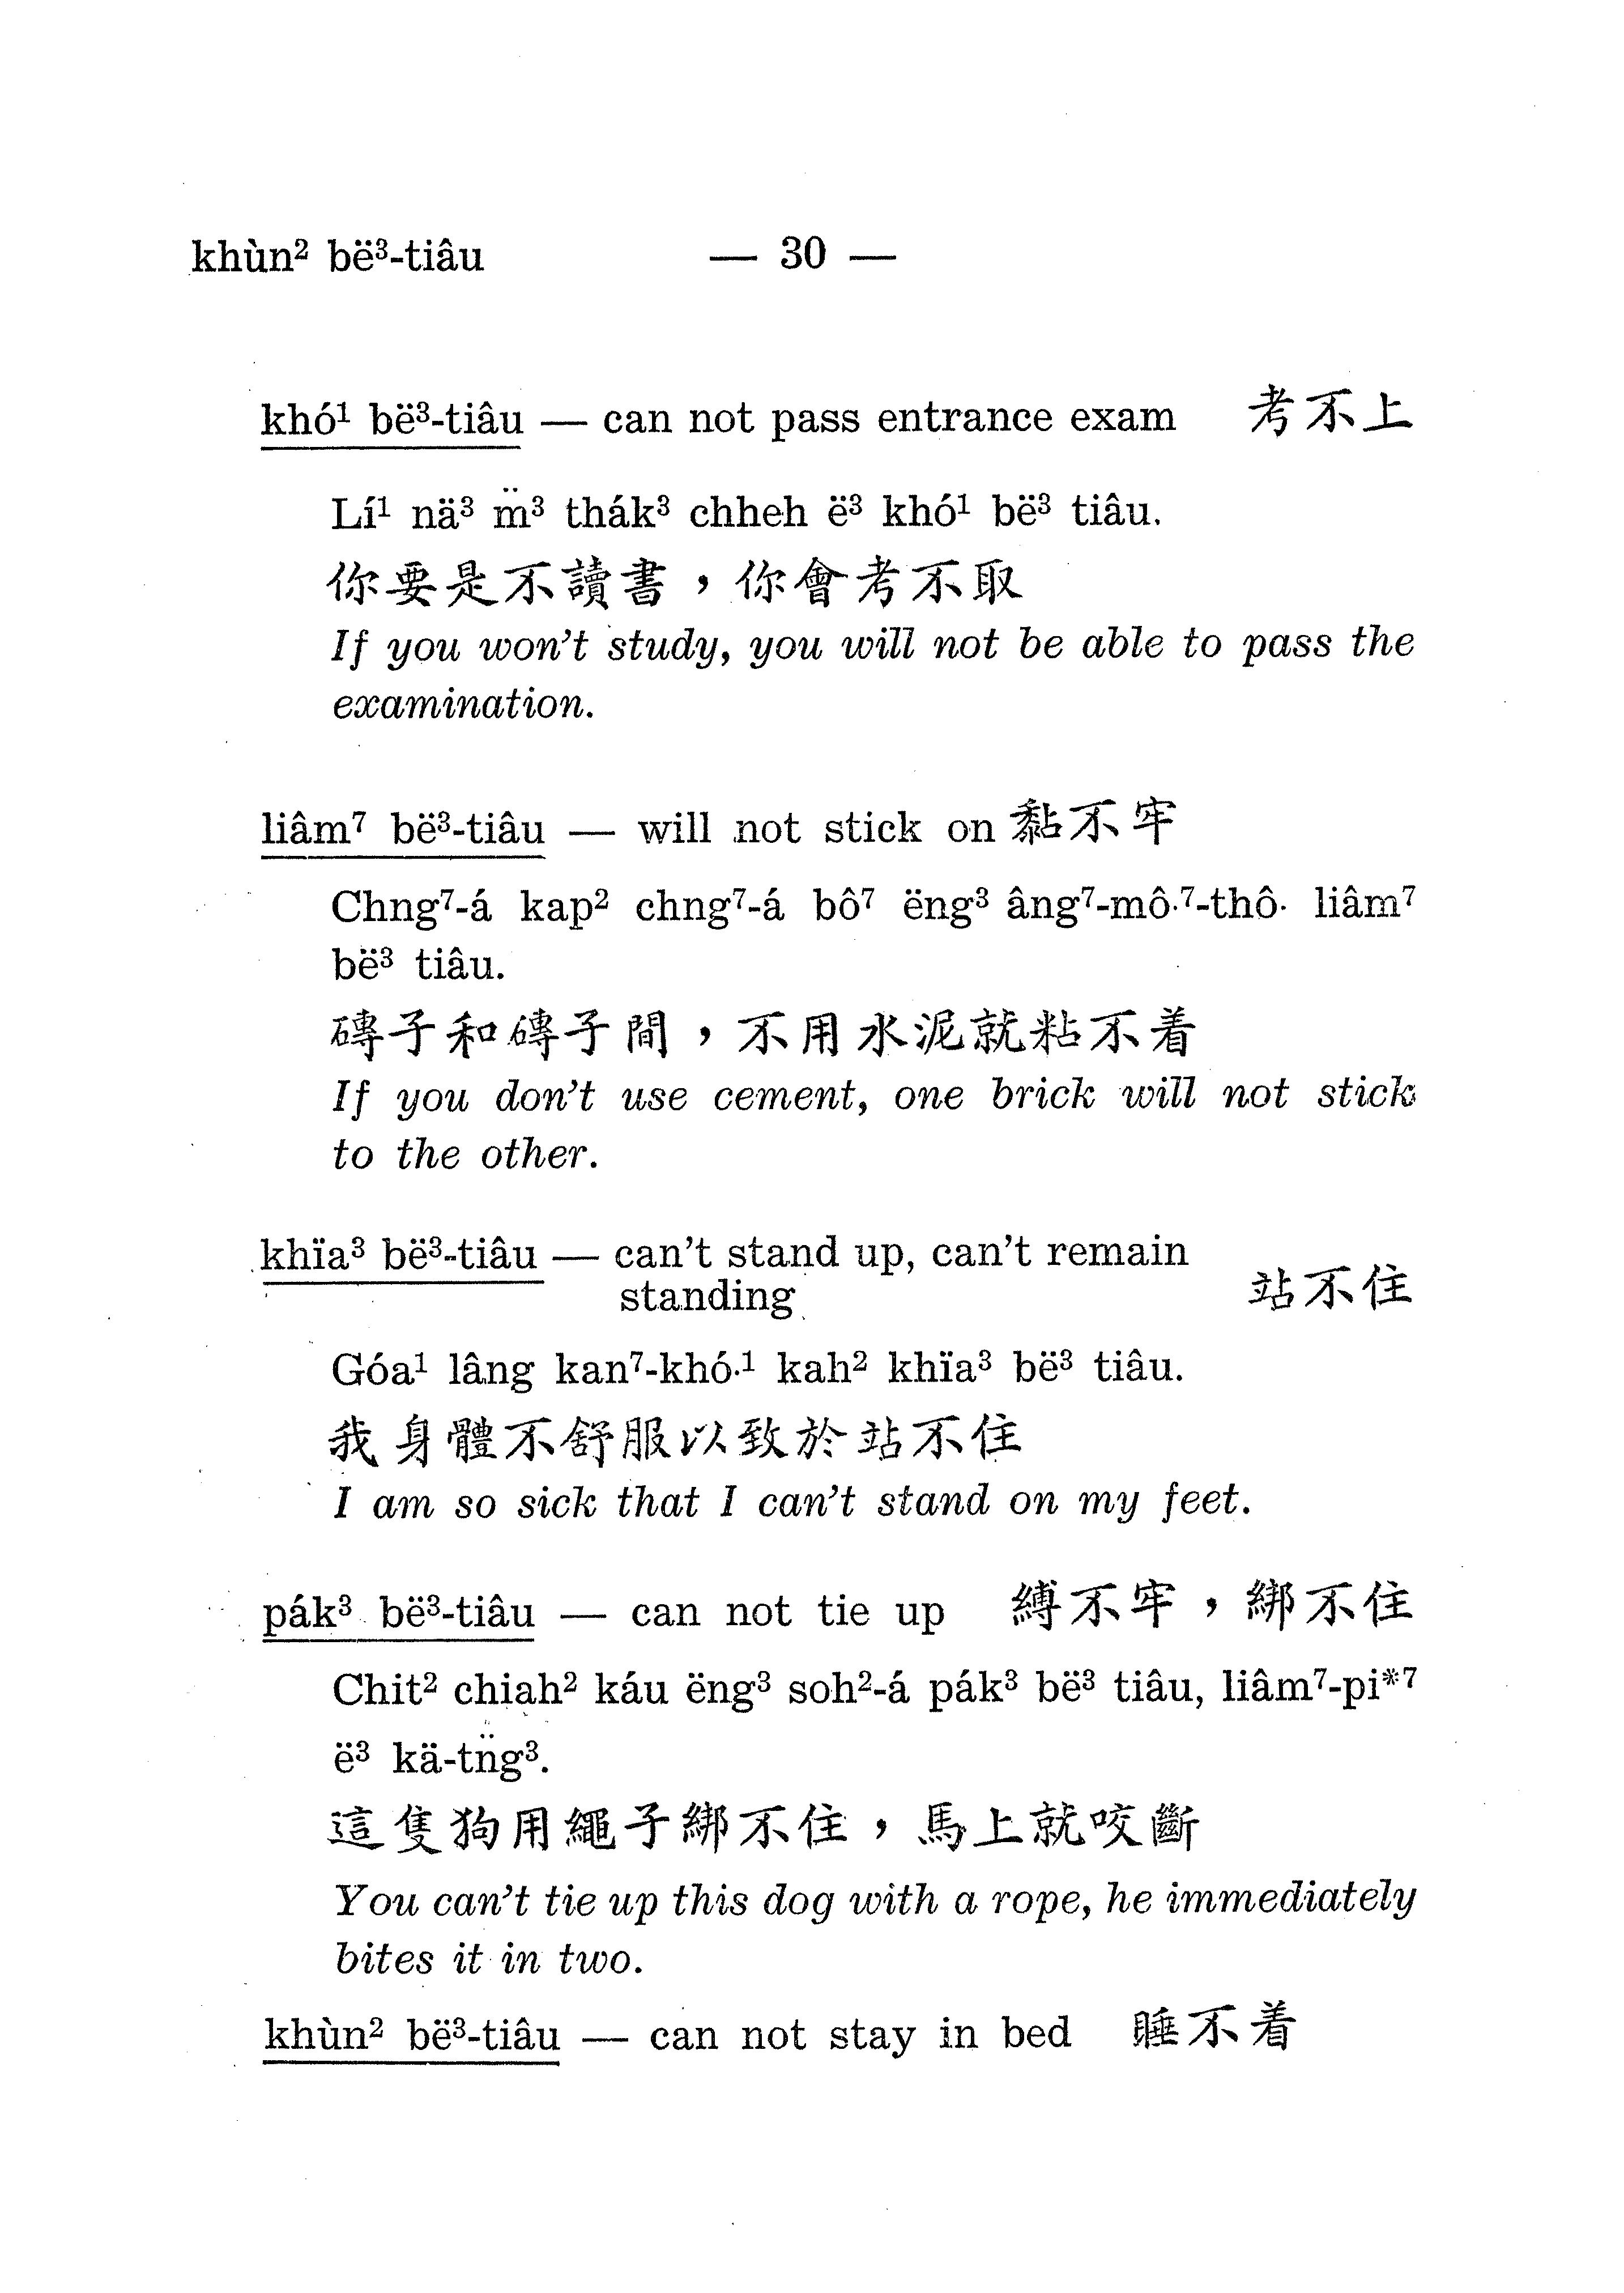 khùn² bë³-tiâu — 30 —
khó¹ bë³-tiâu — can not pass entrance exam 考不上
Lí¹ nä³ m̈³ thák³ chheh ë³ khó¹ bë³ tiâu.
你要是不讀書，你會考不取
If you won't study, you will not be able to pass the
examination.
liâm⁷ bë³-tiâu — will not stick on 黏不牢
Chng⁷-á kap² chng⁷-á bô⁷ ëng³ âng⁷-mô·⁷-thô· liâm⁷
bë³ tiâu.
磚子和磚子間，不用水泥就粘不着
If you don't use cement, one brick will not stick
to the other.
khïa³ bë³-tiâu — can't stand up, can't remain
standing 站不住
Góa¹ lâng kan⁷-khó·¹ kah² khïa³ bë³ tiâu.
我身體不舒服以致於站不住
I am so sick that I can't stand on my feet.
pák³ bë³-tiâu — can not tie up 縛不牢，綁不住
Chit² chiah² káu ëng³ soh²-á pák³ bë³ tiâu, liâm⁷-pi*⁷
ë³ kä-tn̈g³.
這隻狗用繩子綁不住，馬上就咬斷
You can't tie up this dog with a rope, he immediately
bites it in two.
khùn² bë³-tiâu — can not stay in bed 睡不着